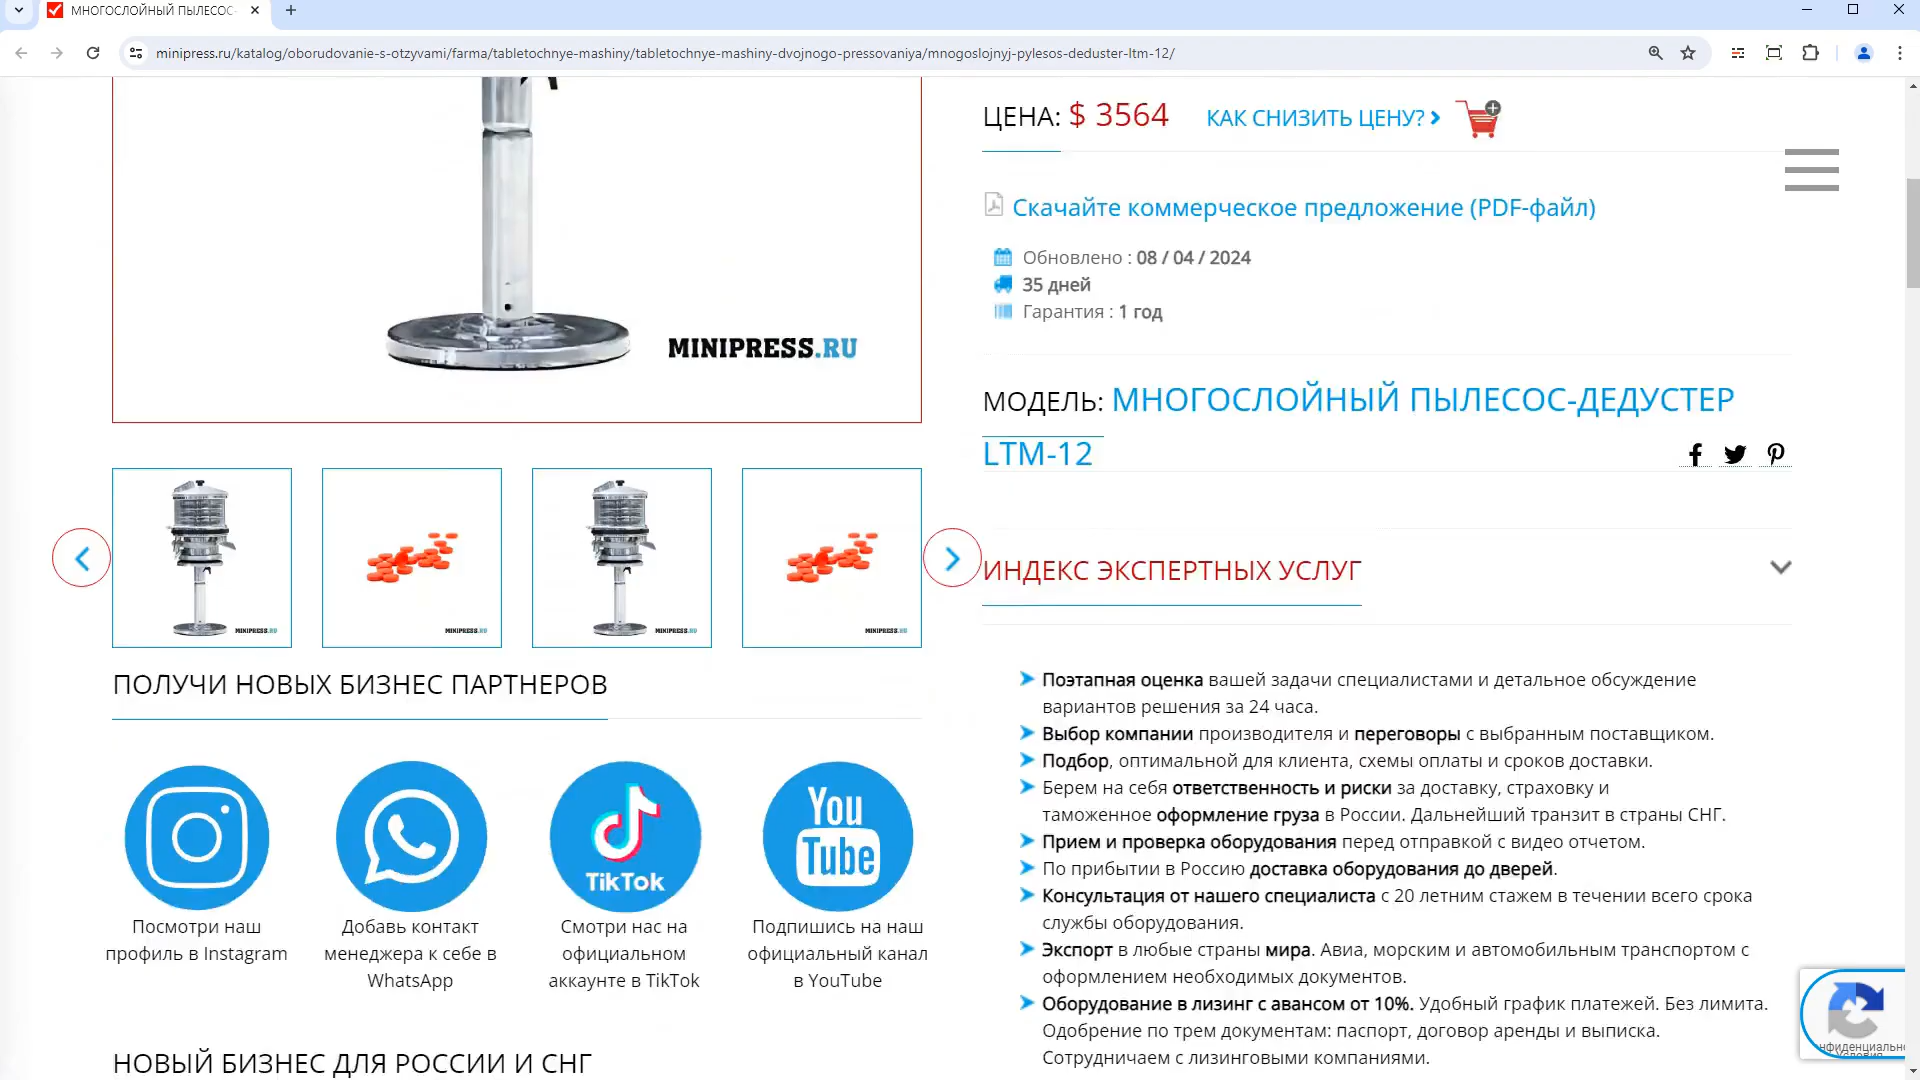 МНОГОСЛОЙНЫЙ ПЫЛЕСОС-
minipress.ru/katalog/oborudovanie-s-otzyvami/farma/tabletochnye-mashiny/tabletochnye-mashiny-dvojnogo-pressovaniya/mnogoslojnyj-pylesos-deduster-ltm-12/
ЦЕНА: $ 3564 КАК СНИЗИТЬ ЦЕНУ?
Скачайте коммерческое предложение (PDF-файл)
Обновлено : 08 / 04 / 2024
35 дней
Гарантия : 1 год
MINIPRESS.RU
МОДЕЛЬ: МНОГОСЛОЙНЫЙ ПЫЛЕСОС-ДЕДУСТЕР
LTM-12
MINIPRESS.RU MINIPRESS.RU MINIPRESS.RU MINIPRESS.RU
ИНДЕКС ЭКСПЕРТНЫХ УСЛУГ
ПОЛУЧИ НОВЫХ БИЗНЕС ПАРТНЕРОВ
TikTok
You
Tube
Посмотри наш
профиль в Instagram
Добавь контакт
менеджера к себе в
WhatsApp
Смотри нас на
официальном
аккаунте в TikTok
Подпишись на наш
официальный канал
в YouTube
НОВЫЙ БИЗНЕС ДЛЯ РОССИИ И СНГ
Поэтапная оценка вашей задачи специалистами и детальное обсуждение
вариантов решения за 24 часа.
Выбор компании производителя и переговоры с выбранным поставщиком.
Подбор, оптимальной для клиента, схемы оплаты и сроков доставки.
Берем на себя ответственность и риски за доставку, страховку и
таможенное оформление груза в России. Дальнейший транзит в страны СНГ.
Прием и проверка оборудования перед отправкой с видео отчетом.
По прибытии в Россию доставка оборудования до дверей.
Консультация от нашего специалиста с 20 летним стажем в течении всего срока
службы оборудования.
Экспорт в любые страны мира. Авиа, морским и автомобильным транспортом с
оформлением необходимых документов.
Оборудование в лизинг с авансом от 10%. Удобный график платежей. Без лимита.
Одобрение по трем документам: паспорт, договор аренды и выписка.
Сотрудничаем с лизинговыми компаниями.